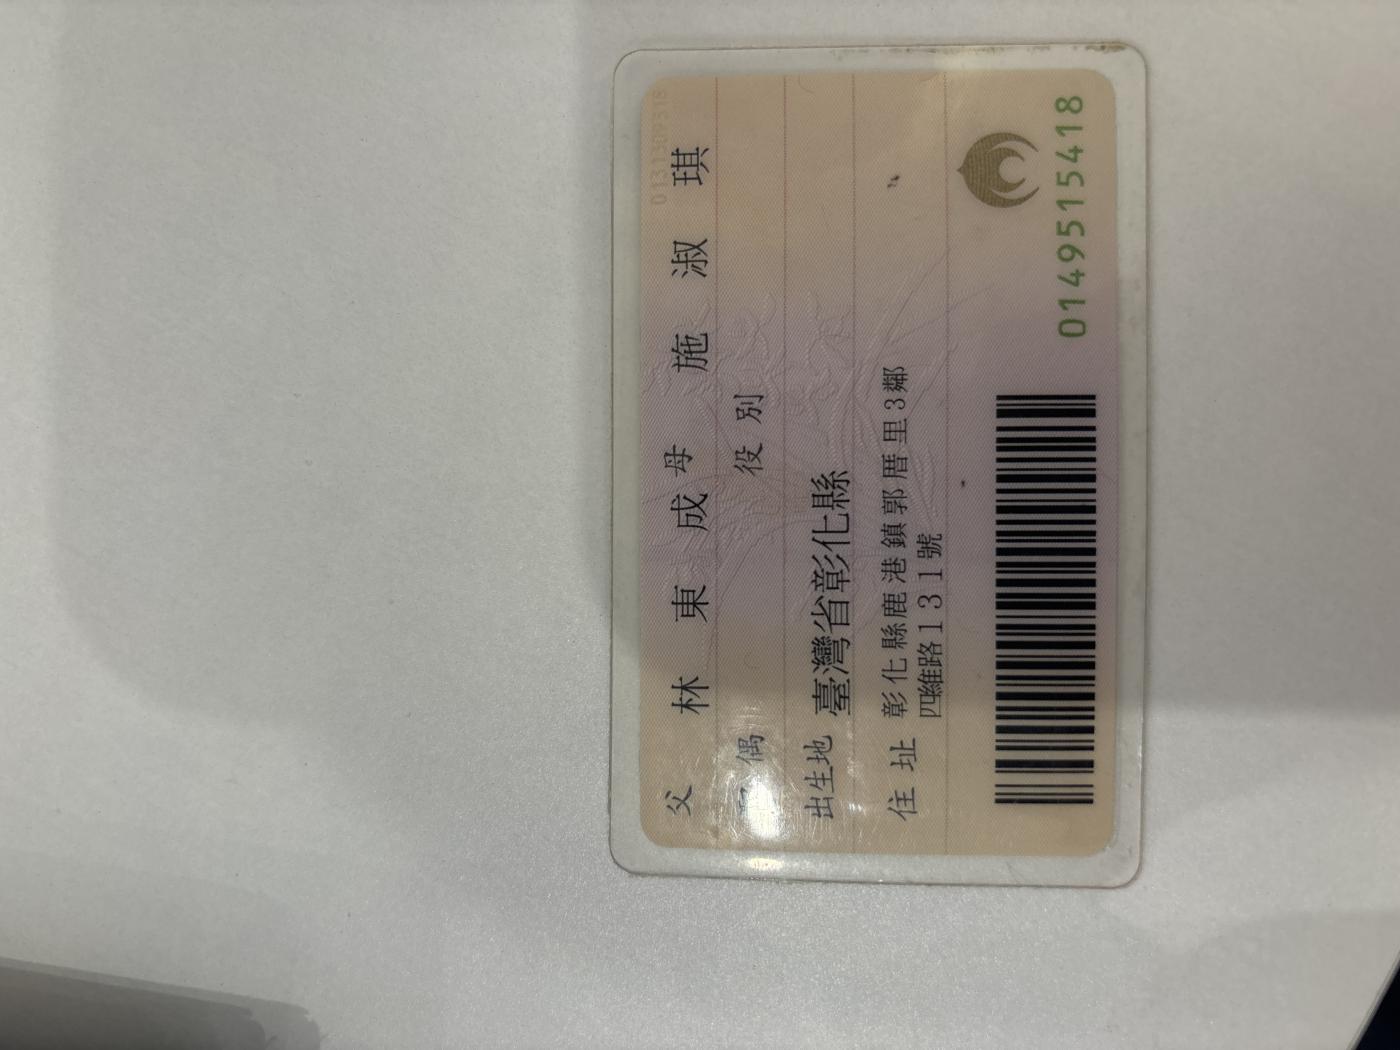 父 林東成 母 施淑琪
配偶 役別
出生地 臺灣省彰化縣
住址 彰化縣鹿港鎮郭厝里3鄰
四維路131號
0149515418